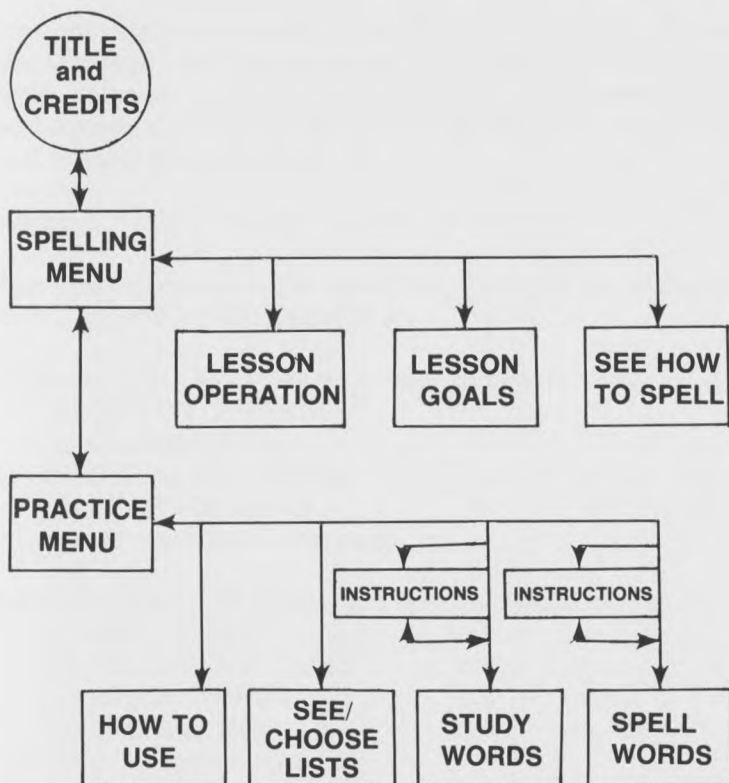 TITLE
and
CREDITS
SPELLING
MENU
LESSON
OPERATION
LESSON
GOALS
SEE HOW
TO SPELL
PRACTICE
MENU
INSTRUCTIONS
INSTRUCTIONS
HOW TO
USE
SEE/
CHOOSE
LISTS
STUDY
WORDS
SPELL
WORDS